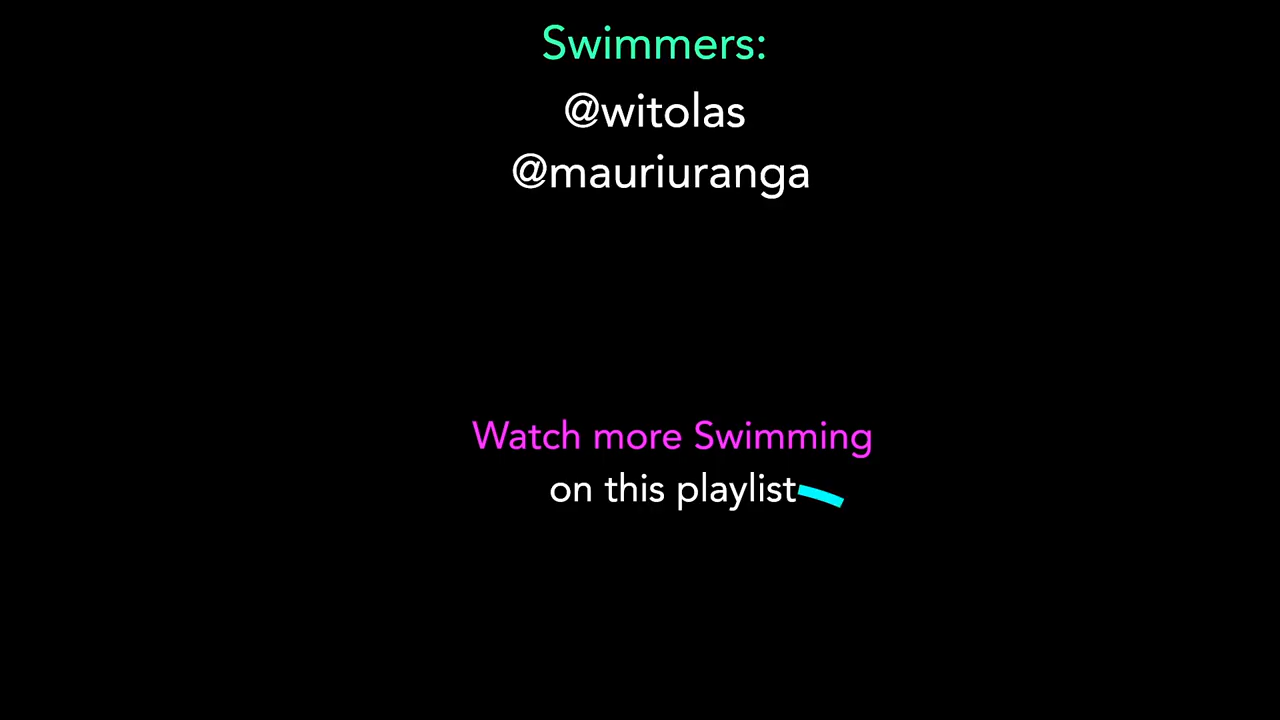 Swimmers:
@witolas
@mauriuranga
Watch more Swimming
on this playlist